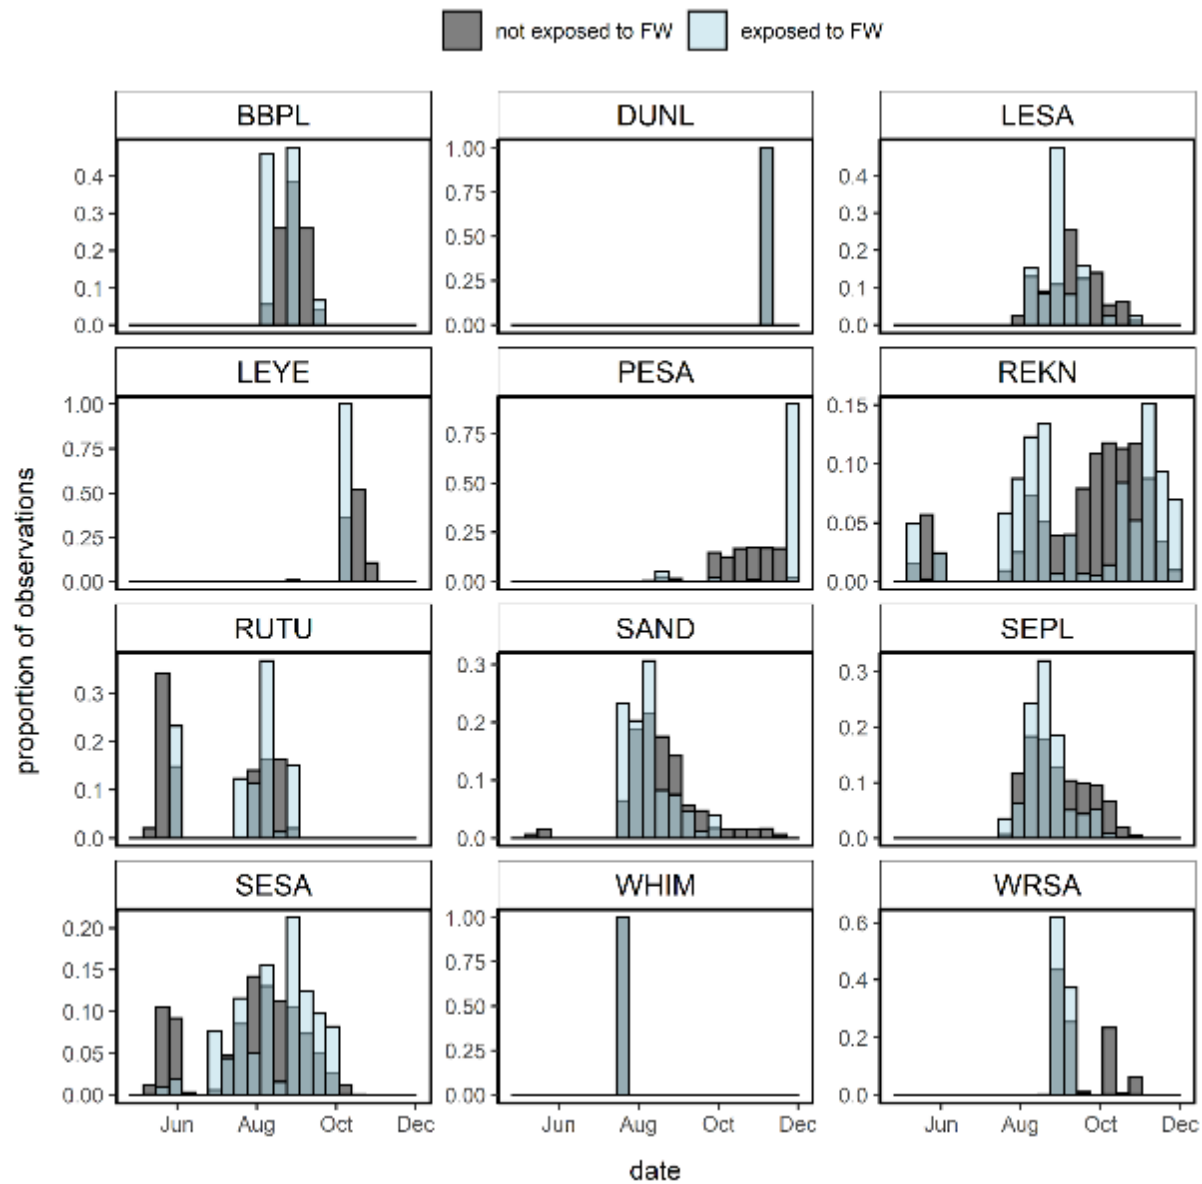 not exposed to FW exposed to FW
BBPL DUNL LESA
0.4 1.00 0.4
0.3 0.75 0.3
0.2 0.50 0.2
0.1 0.25 0.1
0.0 0.00 0.0
LEYE PESA REKN
1.00 0.75 0.15
0.75 0.50 0.10
0.50 0.25 0.05
0.25 0.00 0.00
0.00
proportion of observations
RUTU SAND SEPL
0.3 0.3 0.3
0.2 0.2 0.2
0.1 0.1 0.1
0.0 0.0 0.0
SESA WHIM WRSA
0.20 1.00 0.6
0.15 0.75 0.4
0.10 0.50 0.2
0.05 0.25 0.0
0.00 0.00
Jun Aug Oct Dec Jun Aug Oct Dec Jun Aug Oct Dec
date